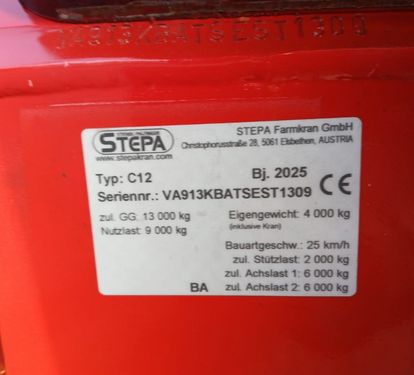 VA913KBATSEST1309
STEPA
www.stepakran.com
STEPA Farmkran GmbH
Christophorusstraße 28, 5061 Elsbethen, AUSTRIA
Typ: C12 Bj. 2025
Seriennr.: VA913KBATSEST1309 CE
zul. GG: 13 000 kg Eigengewicht: 4 000 kg
Nutzlast: 9 000 kg (inklusive Kran)
Bauartgeschw.: 25 km/h
zul. Stützlast: 2 000 kg
zul. Achslast 1: 6 000 kg
BA zul. Achslast 2: 6 000 kg